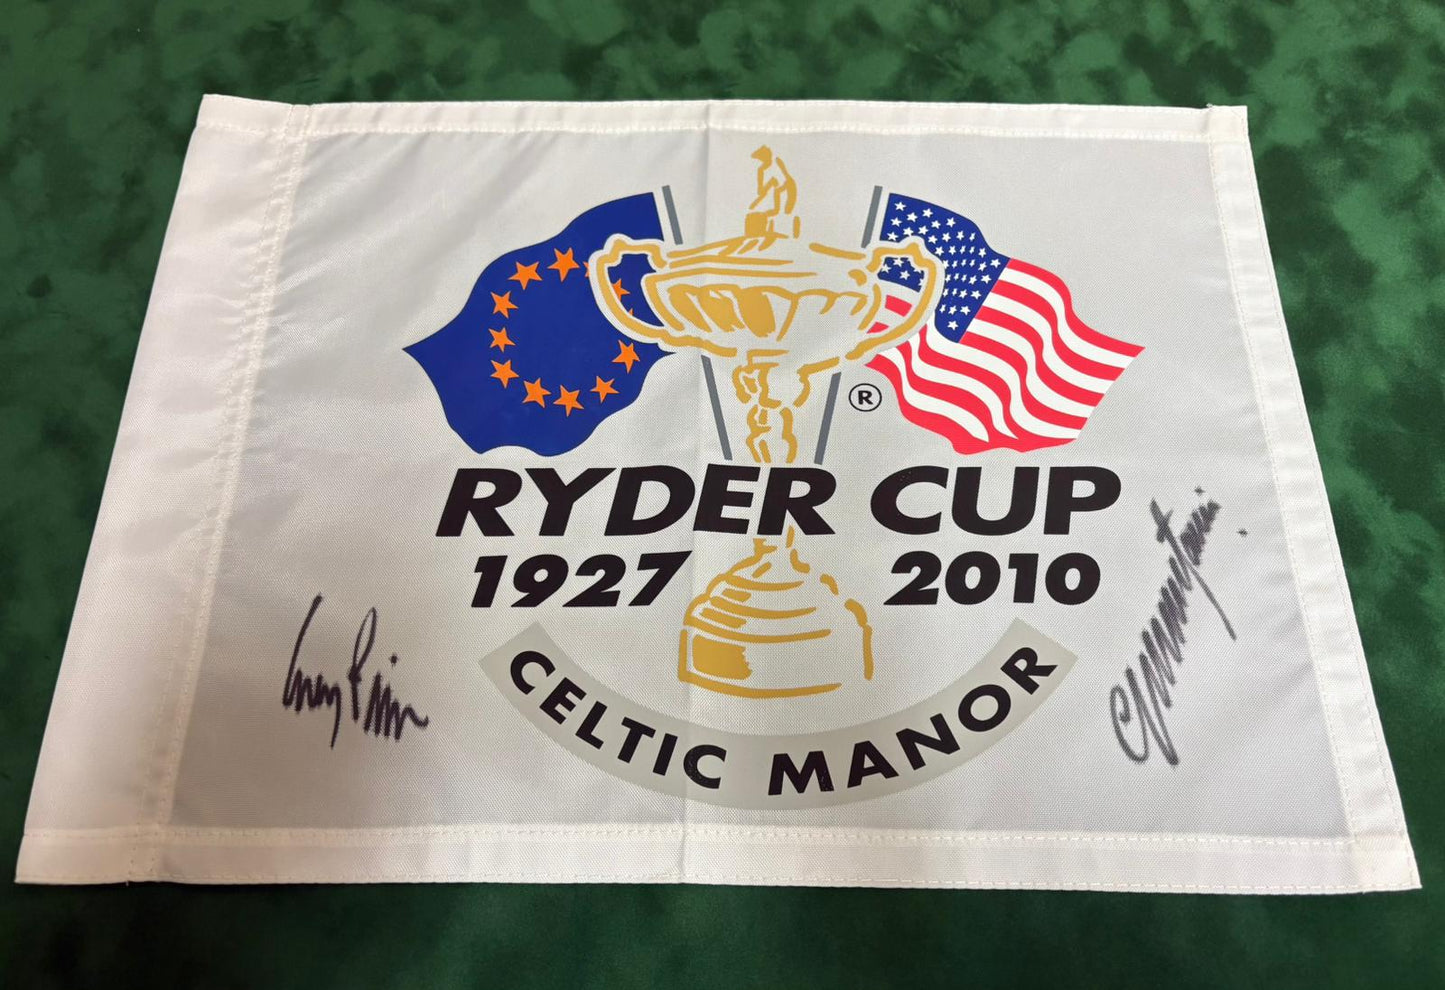 ®
RYDER CUP
1927 2010
CELTIC MANOR